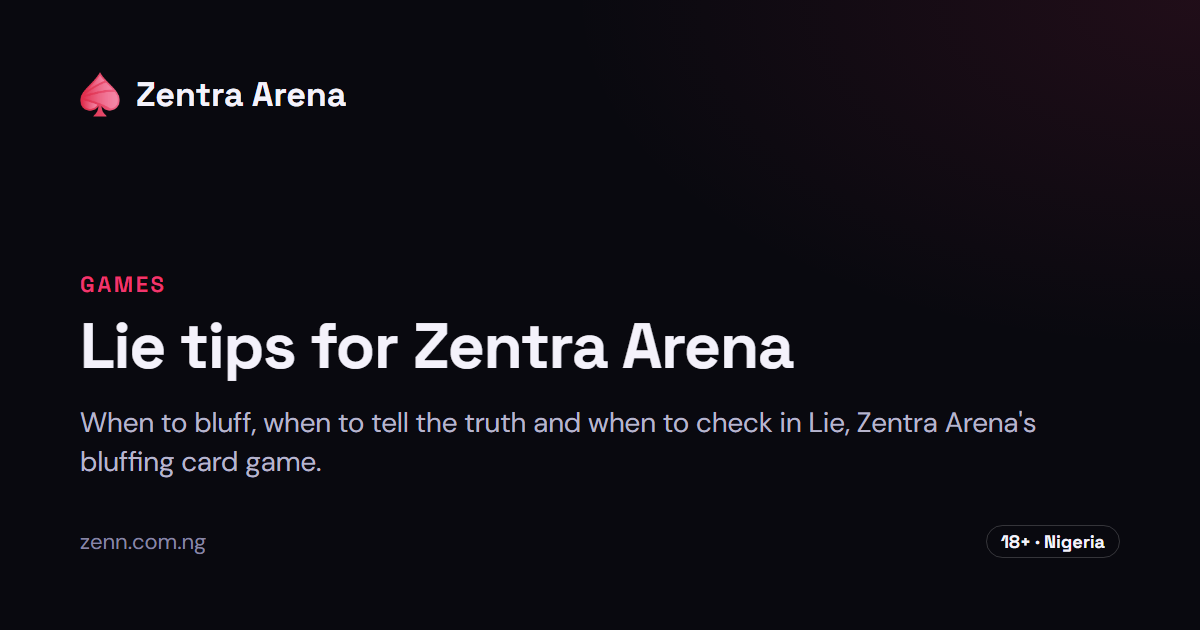 Zentra Arena
GAMES
Lie tips for Zentra Arena
When to bluff, when to tell the truth and when to check in Lie, Zentra Arena's
bluffing card game.
zenn.com.ng
18+ · Nigeria